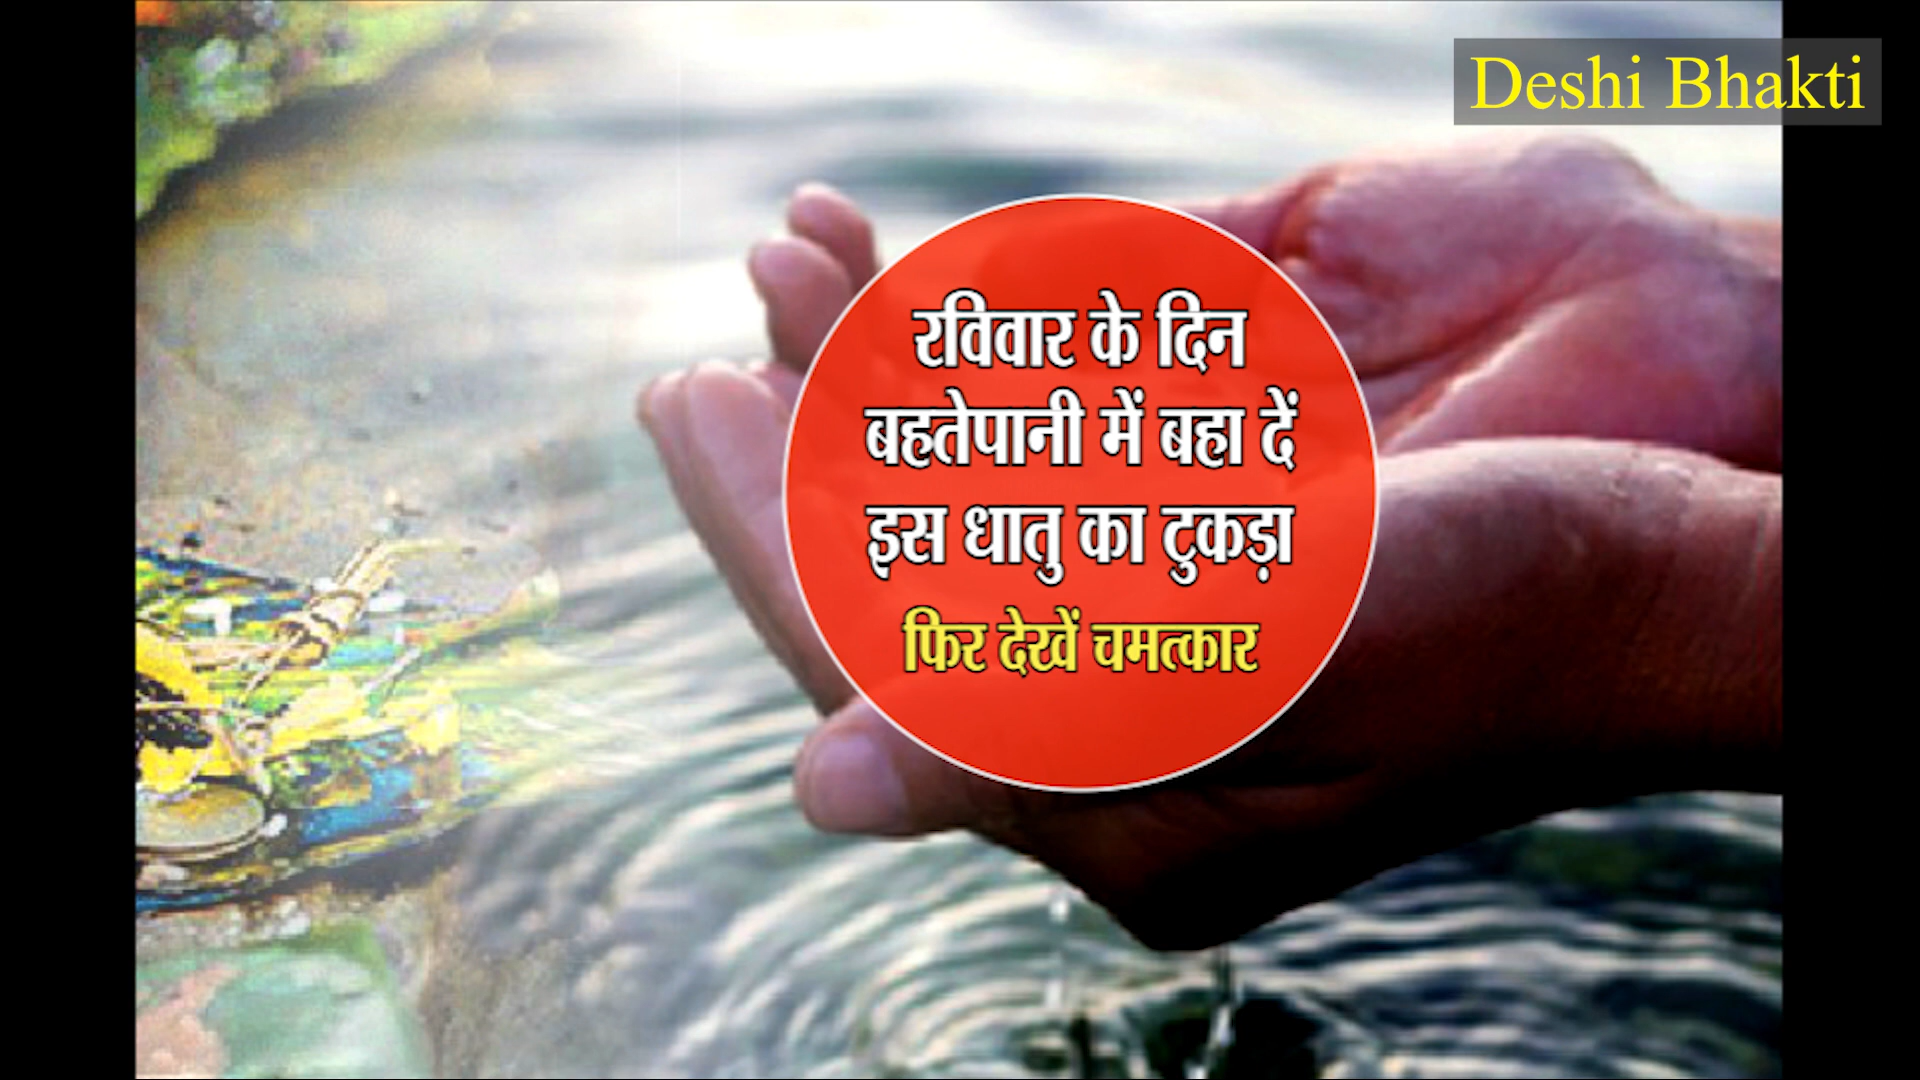 Deshi Bhakti
रविवार के दिन
बहतेपानी में बहा दें
इस धातु का टुकड़ा
फिर देखें चमत्कार